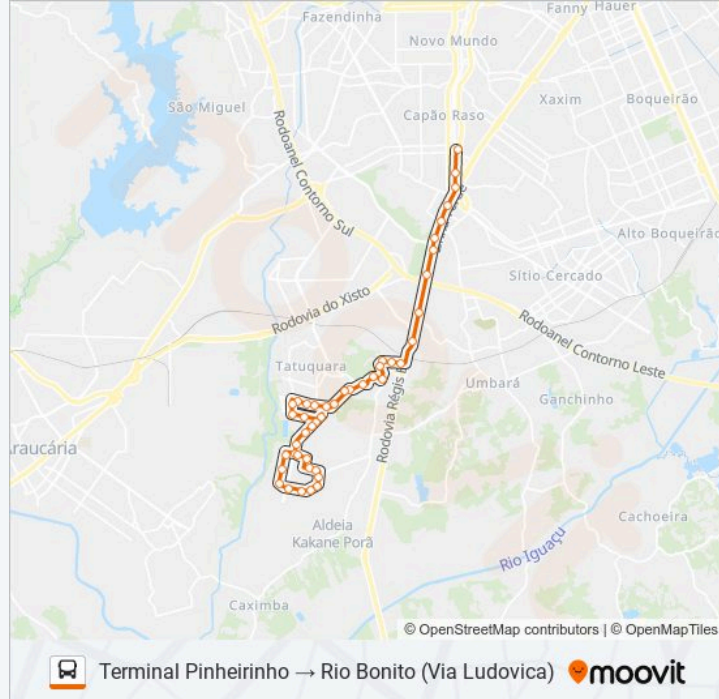 Fazendinha
Fanny
Hauer
Novo Mundo
São Miguel
Capão Raso
Xaxim
Boqueirão
Rodoanel Contorno Sul
Alto Boqueirão
Sítio Cercado
Rodovia do Xisto
Rodoanel Contorno Leste
Tatuquara
Umbará
Ganchinho
Rodovia Régis
Araucária
Cachoeira
Aldeia
Kakane Porã
Rio Iguaçu
Caximba
© OpenStreetMap contributors | © OpenMapTiles
Terminal Pinheirinho → Rio Bonito (Via Ludovica)
moovit